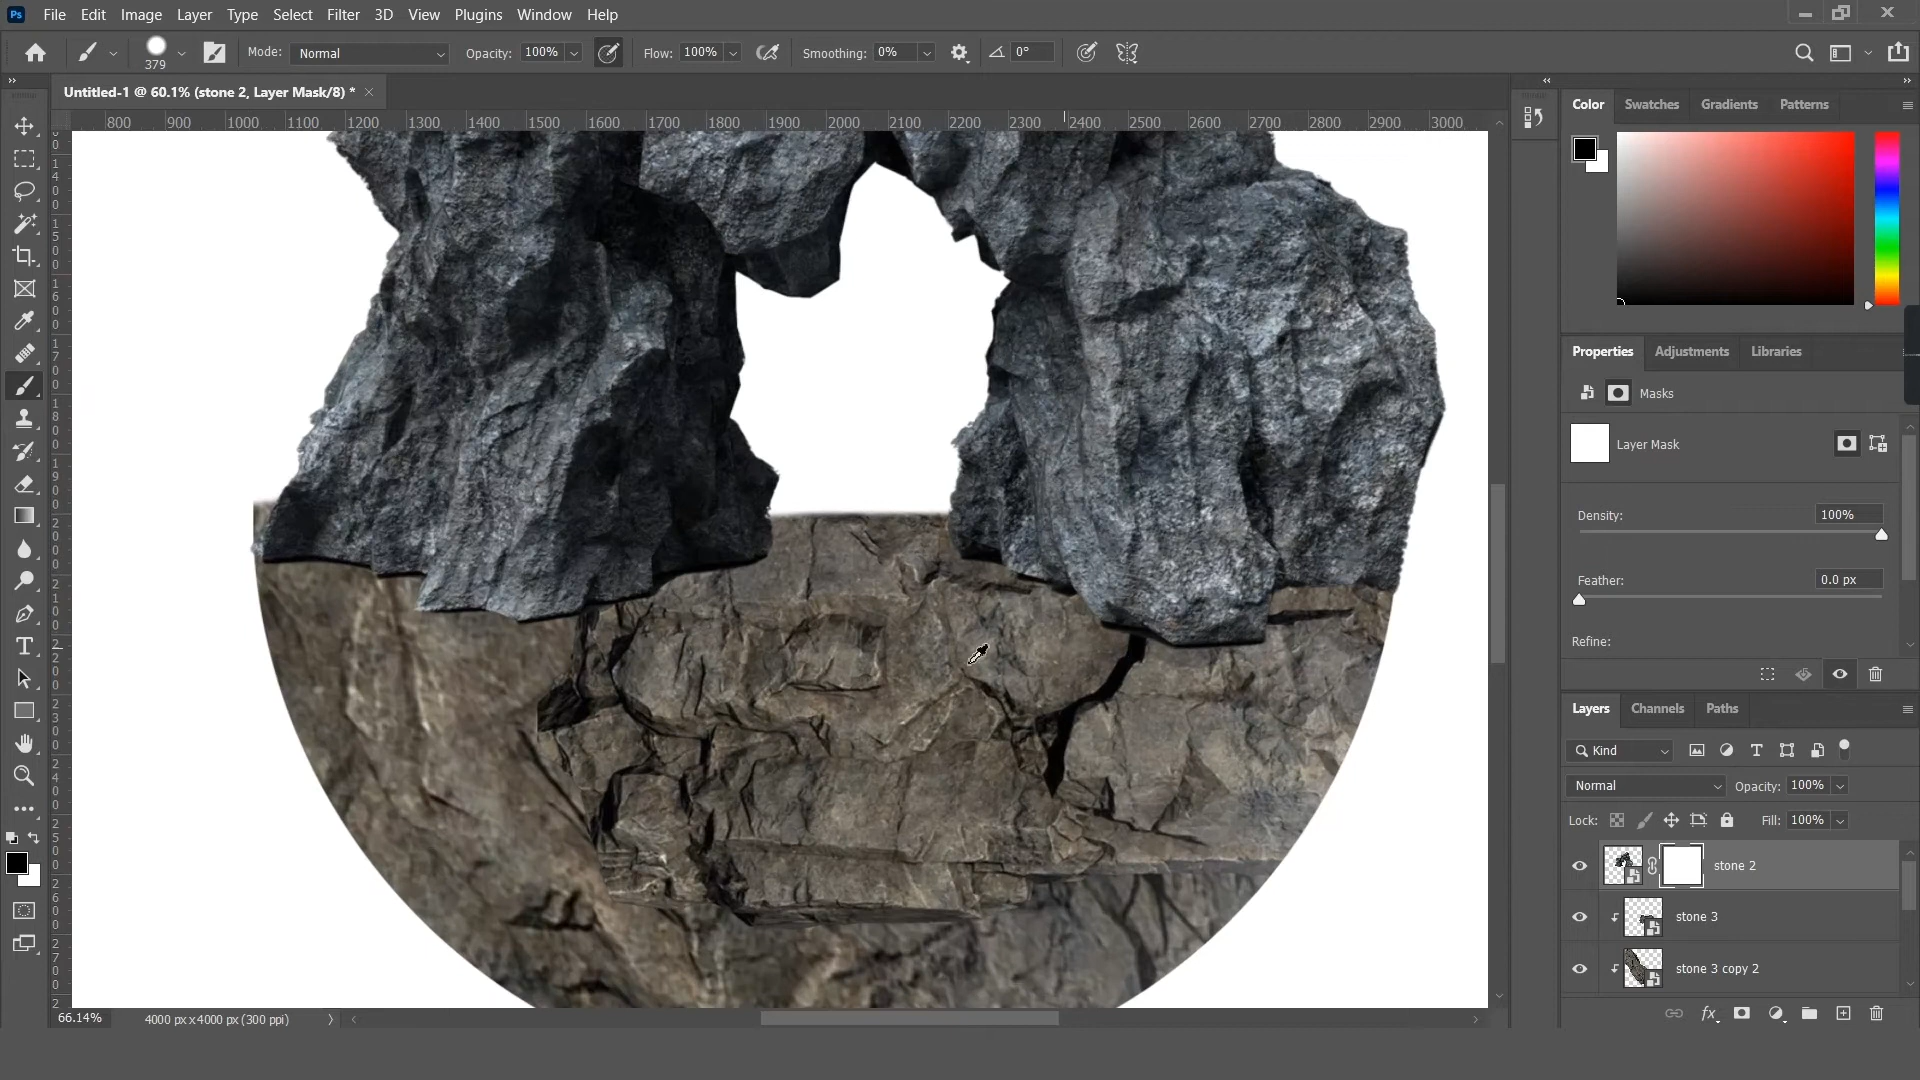 Ps File Edit Image Layer Type Select Filter 3D View Plugins Window Help
379 Mode: Normal Opacity: 100% Flow: 100% Smoothing: 0% 0°
Untitled-1 @ 60.1% (stone 2, Layer Mask/8) * ×
800 900 1000 1100 1200 1300 1400 1500 1600 1700 1800 1900 2000 2100 2200 2300 2400 2500 2600 2700 2800 2900 3000
Color Swatches Gradients Patterns
Properties Adjustments Libraries
Masks
Layer Mask
Density: 100%
Feather: 0.0 px
Refine:
Layers Channels Paths
Kind
Normal Opacity: 100%
Lock: Fill: 100%
stone 2
stone 3
stone 3 copy 2
fx
66.14% 4000 px x 4000 px (300 ppi)